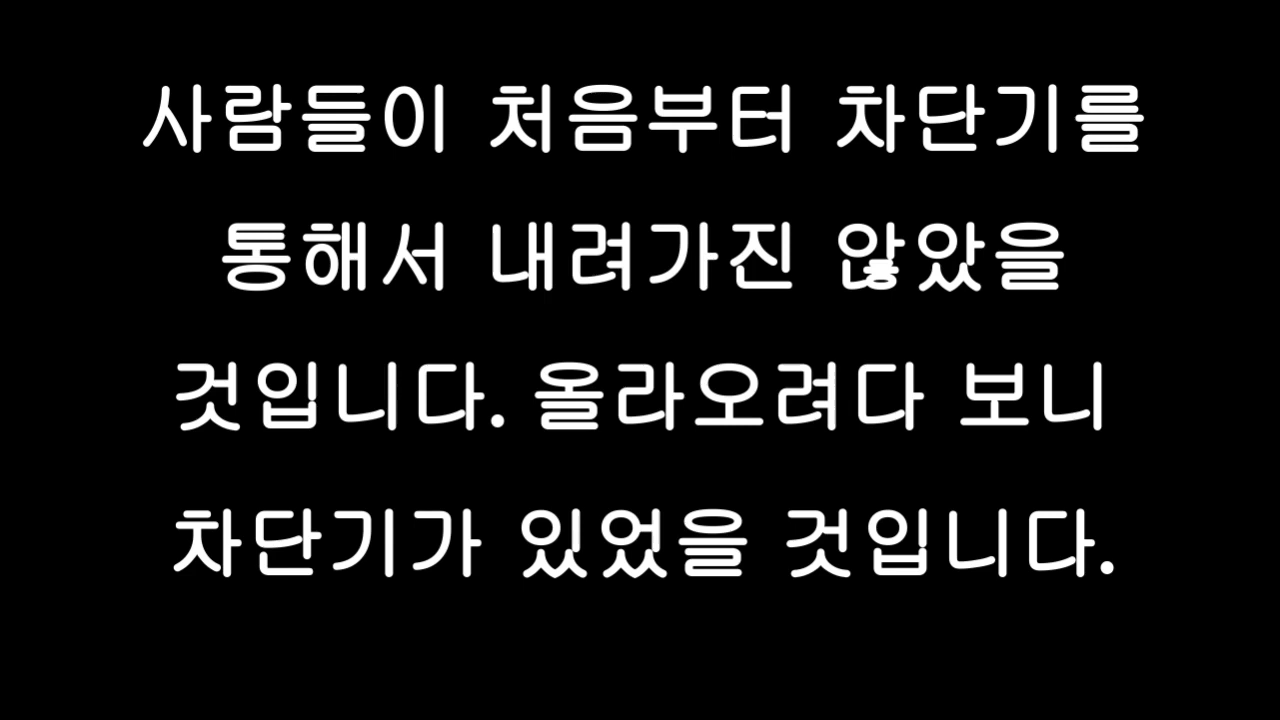 사람들이 처음부터 차단기를
통해서 내려가진 않았을
것입니다. 올라오려다 보니
차단기가 있었을 것입니다.